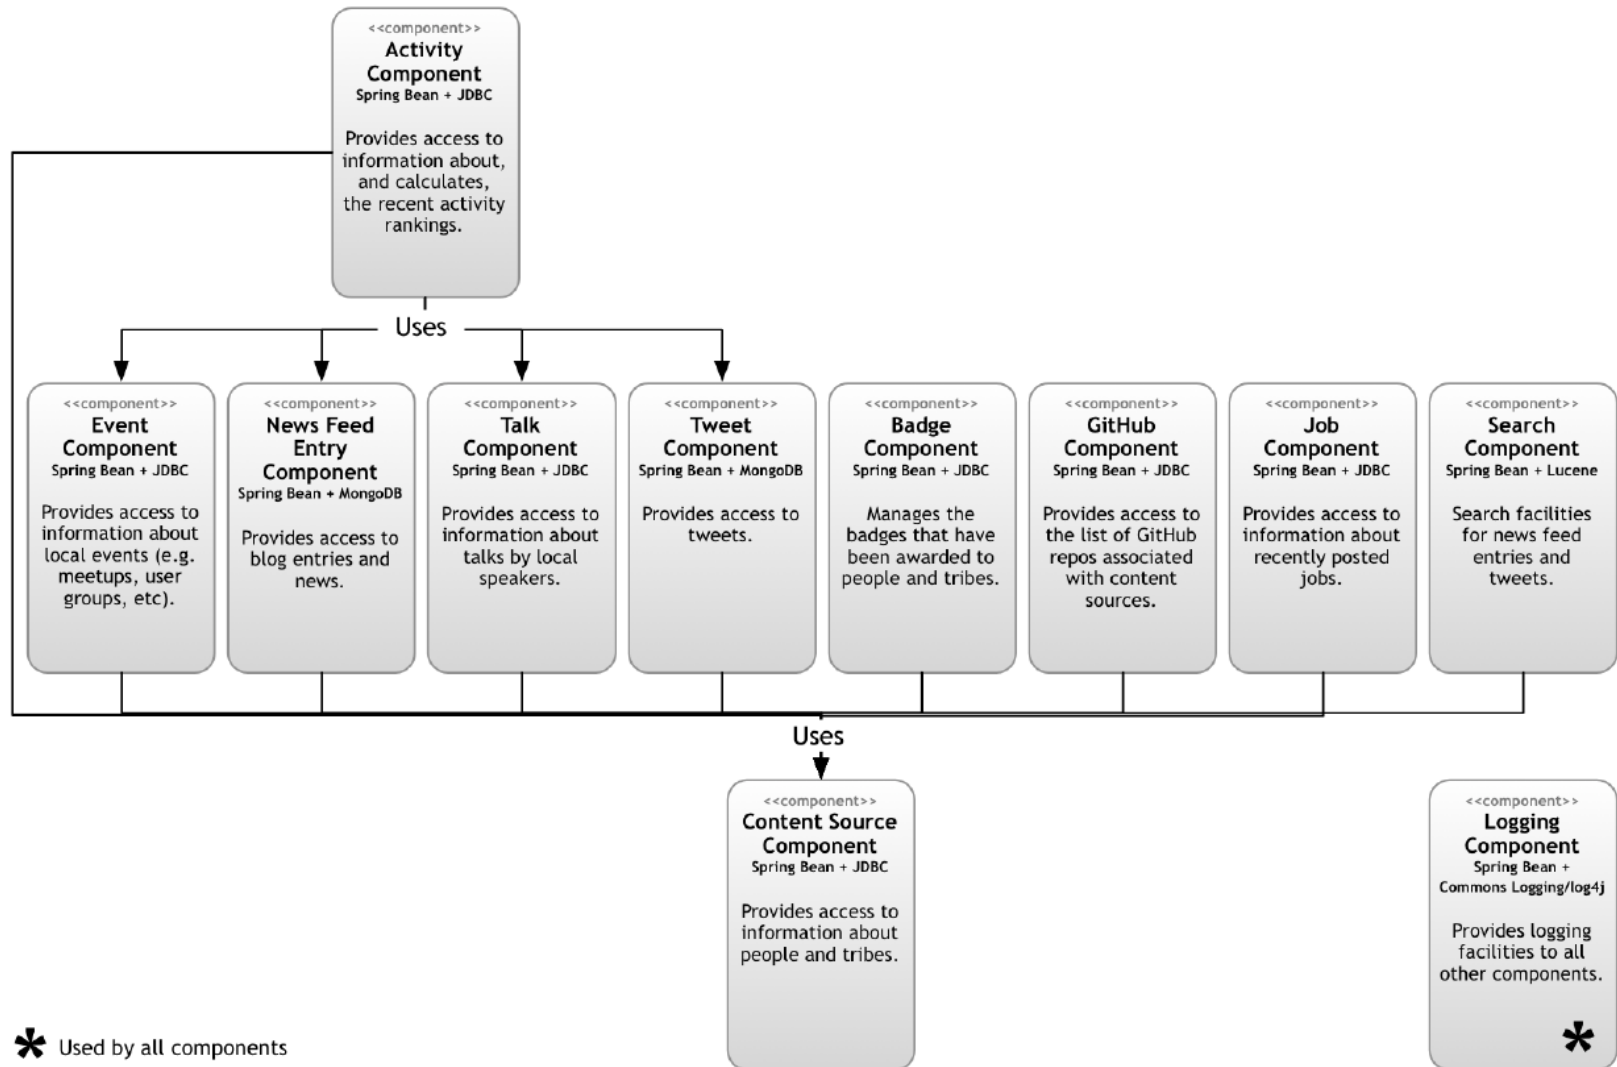 <<component>>
Activity
Component
Spring Bean + JDBC
Provides access to
information about,
and calculates,
the recent activity
rankings.
Uses
<<component>>
Event
Component
Spring Bean + JDBC
Provides access to
information about
local events (e.g.
meetups, user
groups, etc).
<<component>>
News Feed
Entry
Component
Spring Bean + MongoDB
Provides access to
blog entries and
news.
<<component>>
Talk
Component
Spring Bean + JDBC
Provides access to
information about
talks by local
speakers.
<<component>>
Tweet
Component
Spring Bean + MongoDB
Provides access to
tweets.
<<component>>
Badge
Component
Spring Bean + JDBC
Manages the
badges that have
been awarded to
people and tribes.
<<component>>
GitHub
Component
Spring Bean + JDBC
Provides access to
the list of GitHub
repos associated
with content
sources.
<<component>>
Job
Component
Spring Bean + JDBC
Provides access to
information about
recently posted
jobs.
<<component>>
Search
Component
Spring Bean + Lucene
Search facilities
for news feed
entries and
tweets.
Uses
<<component>>
Content Source
Component
Spring Bean + JDBC
Provides access to
information about
people and tribes.
<<component>>
Logging
Component
Spring Bean +
Commons Logging/log4j
Provides logging
facilities to all
other components.
*
* Used by all components